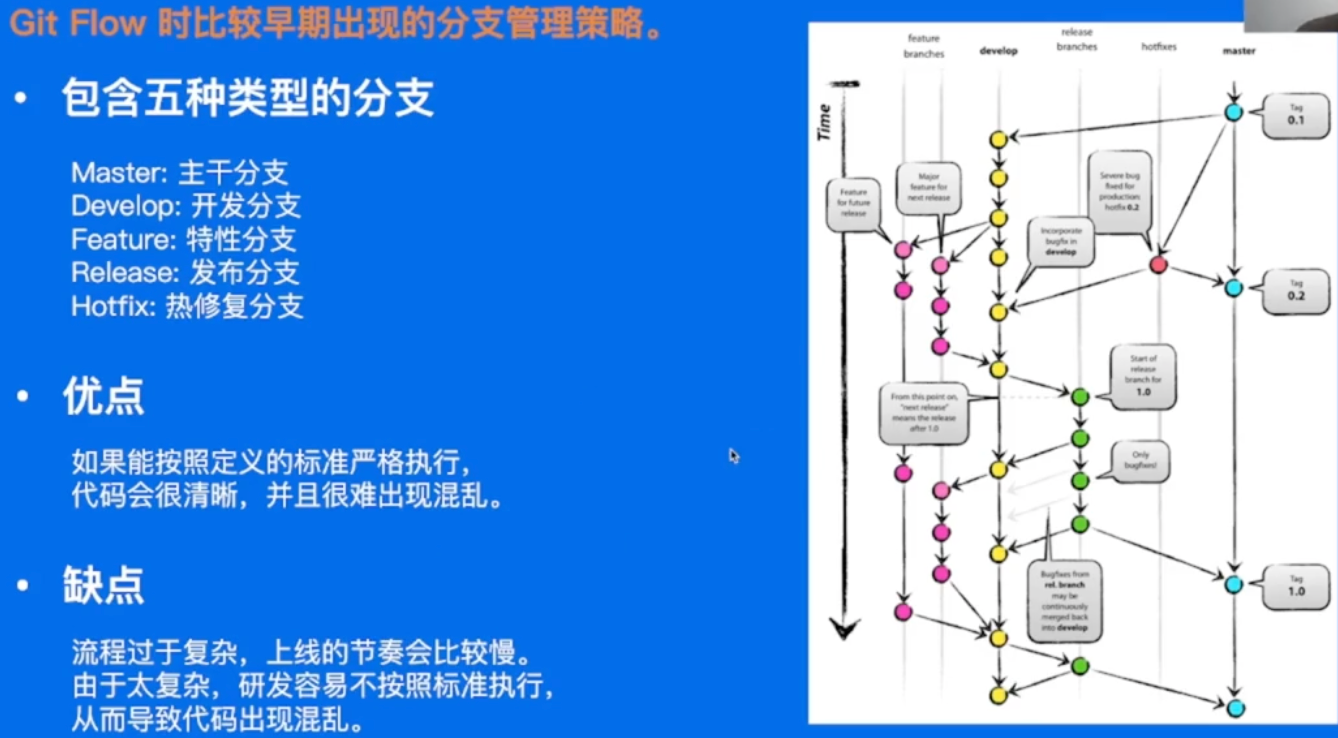 Git Flow 时比较早期出现的分支管理策略。
• 包含五种类型的分支
Master: 主干分支
Develop: 开发分支
Feature: 特性分支
Release: 发布分支
Hotfix: 热修复分支
• 优点
如果能按照定义的标准严格执行，
代码会很清晰，并且很难出现混乱。
• 缺点
流程过于复杂，上线的节奏会比较慢。
由于太复杂，研发容易不按照标准执行，
从而导致代码出现混乱。
feature
branches
develop
release
branches
hotfixes
master
Time
Tag
0.1
Feature
for future
release
Major
feature for
next release
Severe bug
fixed for
production:
hotfix 0.2
Incorporate
bugfix in
develop
Tag
0.2
Start of
release
branch for
1.0
From this point on,
"next release"
means the release
after 1.0
Only
bugfixes!
Bugfixes from
rel. branch
may be
continuously
merged back
into develop
Tag
1.0